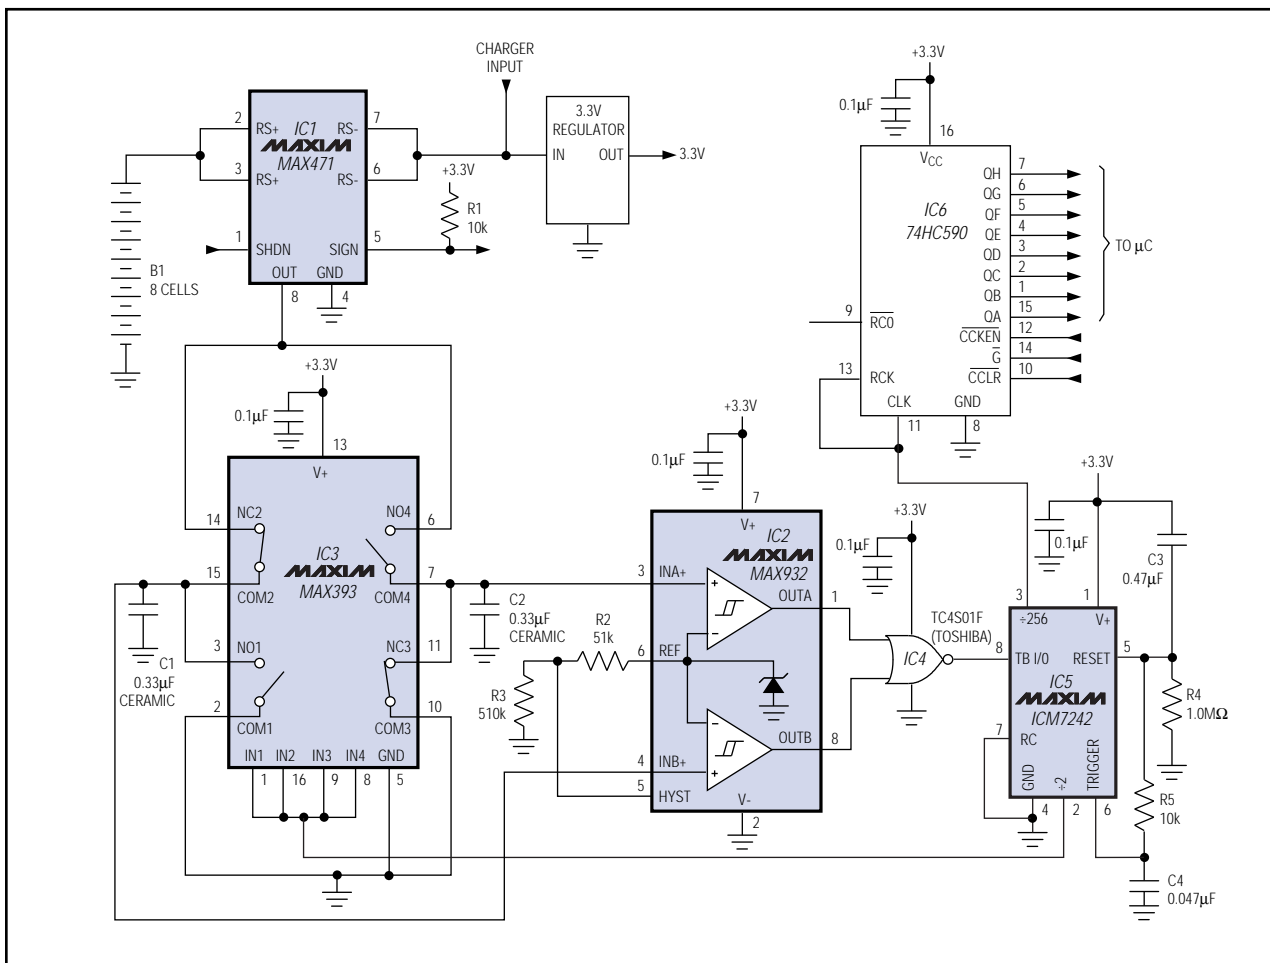 CHARGER
INPUT
+3.3V
0.1μF
16
VCC
IC6
74HC590
QH 7
QG 6
QF 5
QE 4
QD 3
QC 2
QB 1
QA 15
CCKEN 12
G 14
CCLR 10
TO μC
9 RC0
13 RCK
CLK
GND
11
8
2 RS+
3 RS+
IC1
MAXIM
MAX471
RS- 7
RS- 6
1 SHDN
SIGN 5
OUT
GND
8
4
3.3V
REGULATOR
IN
OUT
3.3V
+3.3V
R1
10k
B1
8 CELLS
+3.3V
0.1μF
13
V+
14 NC2
NO4 6
IC3
MAXIM
MAX393
15
COM2
7
COM4
3 NO1
NC3 11
2
COM1
10
COM3
IN1
IN2
IN3
IN4
GND
1
16
9
8
5
C1
0.33μF
CERAMIC
C2
0.33μF
CERAMIC
R2
51k
R3
510k
+3.3V
0.1μF
7
V+
IC2
MAXIM
MAX932
3 INA+
OUTA 1
6 REF
4 INB+
OUTB 8
5 HYST
V-
2
+
−
−
+
+3.3V
0.1μF
TC4S01F
(TOSHIBA)
IC4
+3.3V
0.1μF
C3
0.47μF
3
1
÷256
V+
8 TB I/0
RESET 5
IC5
MAXIM
ICM7242
7 RC
GND
÷2
TRIGGER
4
2
6
R4
1.0MΩ
R5
10k
C4
0.047μF